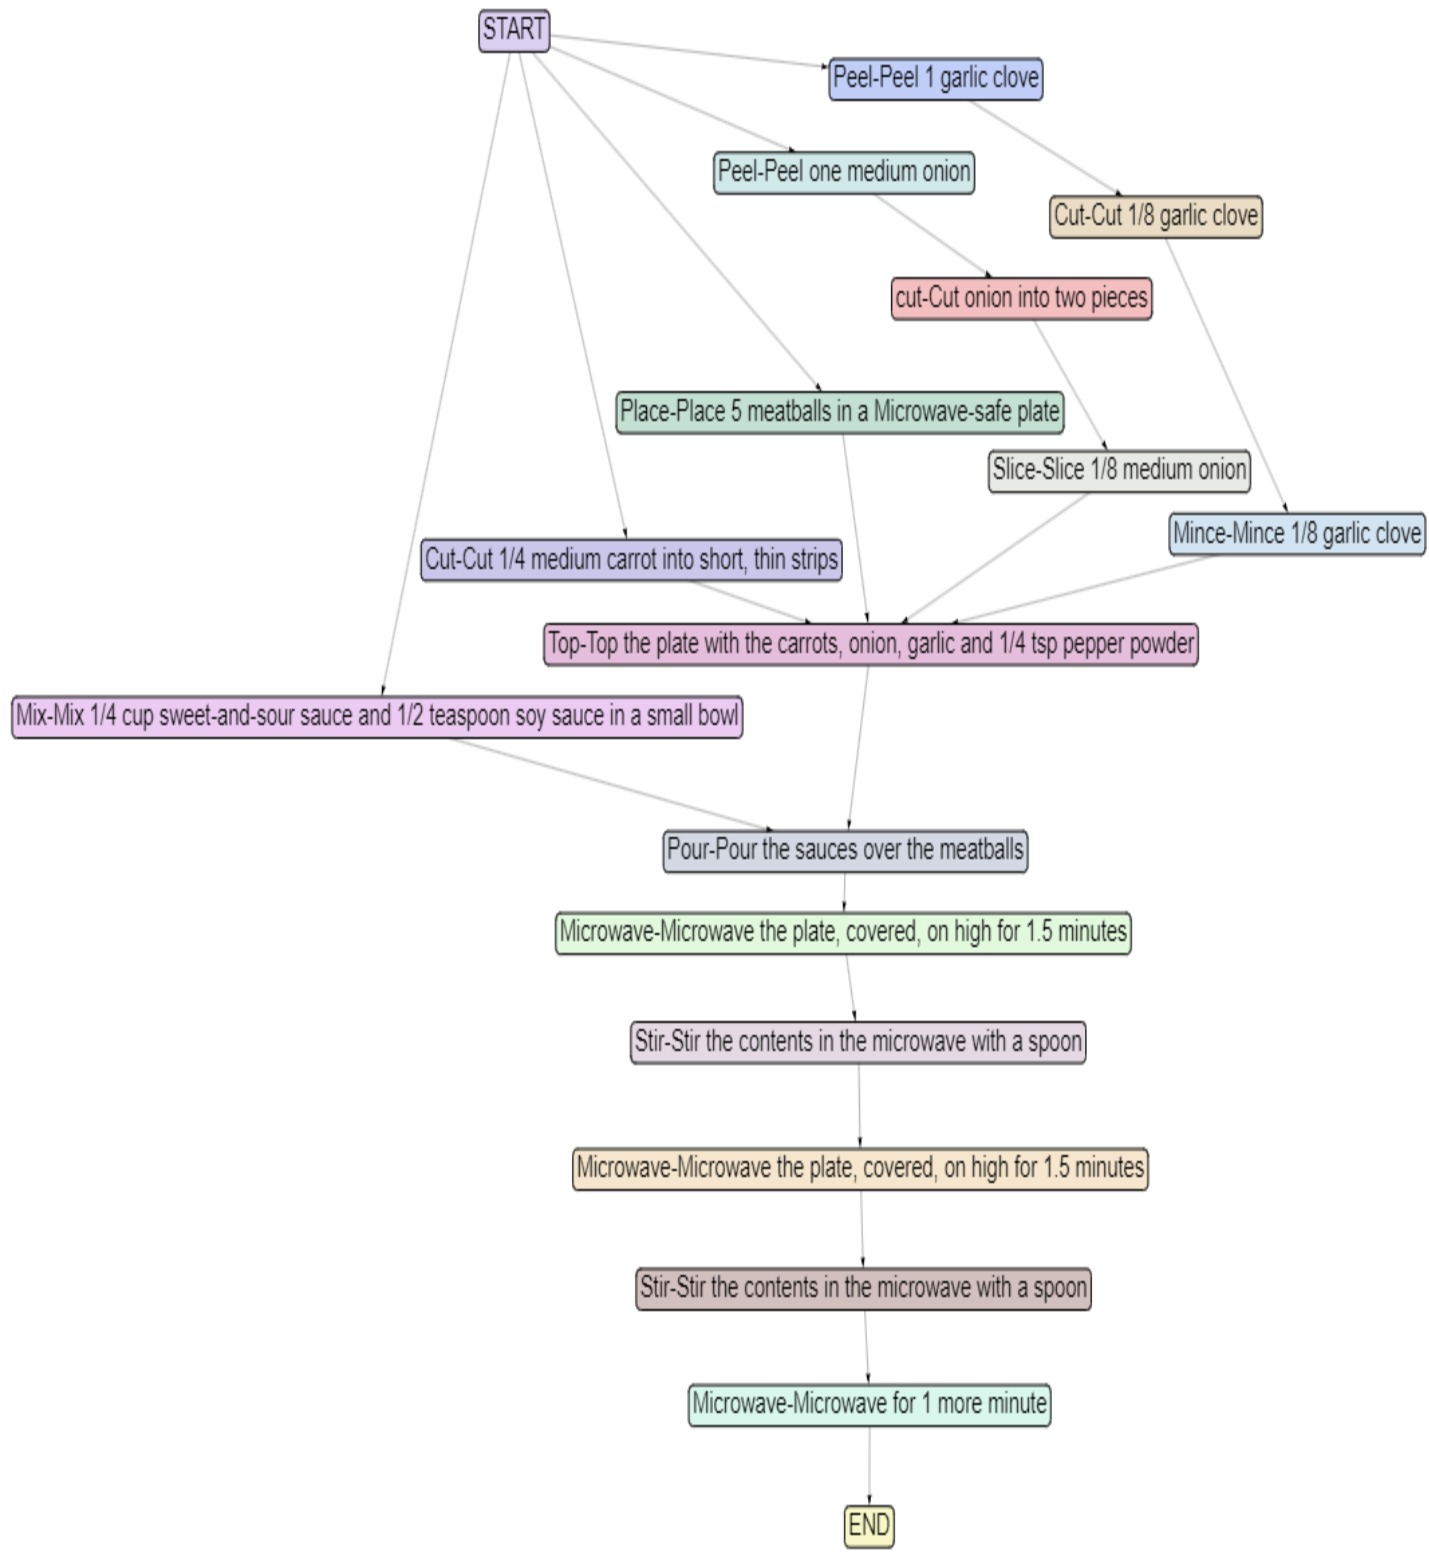 START
Peel-Peel 1 garlic clove
Peel-Peel one medium onion
Cut-Cut 1/8 garlic clove
cut-Cut onion into two pieces
Place-Place 5 meatballs in a Microwave-safe plate
Slice-Slice 1/8 medium onion
Mince-Mince 1/8 garlic clove
Cut-Cut 1/4 medium carrot into short, thin strips
Top-Top the plate with the carrots, onion, garlic and 1/4 tsp pepper powder
Mix-Mix 1/4 cup sweet-and-sour sauce and 1/2 teaspoon soy sauce in a small bowl
Pour-Pour the sauces over the meatballs
Microwave-Microwave the plate, covered, on high for 1.5 minutes
Stir-Stir the contents in the microwave with a spoon
Microwave-Microwave the plate, covered, on high for 1.5 minutes
Stir-Stir the contents in the microwave with a spoon
Microwave-Microwave for 1 more minute
END